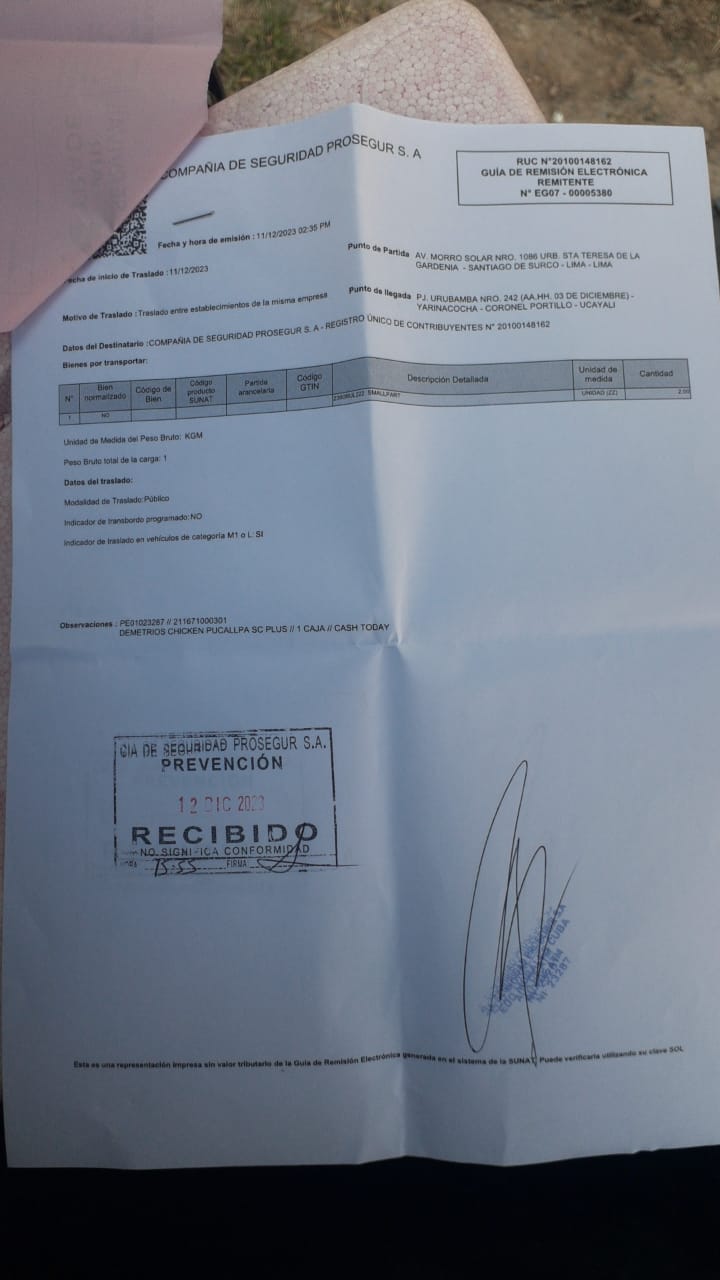 COMPAÑIA DE SEGURIDAD PROSEGUR S. A
RUC N°20100148162
GUÍA DE REMISIÓN ELECTRÓNICA
REMITENTE
N° EG07 - 00005380
Fecha y hora de emisión : 11/12/2023 02:35 PM
Fecha de inicio de Traslado : 11/12/2023
Punto de Partida AV. MORRO SOLAR NRO. 1086 URB. STA TERESA DE LA
GARDENIA - SANTIAGO DE SURCO - LIMA - LIMA
Motivo de Traslado : Traslado entre establecimientos de la misma empresa
Punto de llegada PJ. URUBAMBA NRO. 242 (AA.HH. 03 DE DICIEMBRE) -
YARINACOCHA - CORONEL PORTILLO - UCAYALI
Datos del Destinatario : COMPAÑIA DE SEGURIDAD PROSEGUR S. A - REGISTRO ÚNICO DE CONTRIBUYENTES N° 20100148162
Bienes por transportar:
N° Bien normalizado Código de Bien Código producto SUNAT Partida arancelaria Código GTIN Descripción Detallada Unidad de medida Cantidad
1 NO SMALLPART UNIDAD (ZZ) 2.00
Unidad de Medida del Peso Bruto: KGM
Peso Bruto total de la carga: 1
Datos del traslado:
Modalidad de Traslado: Público
Indicador de transbordo programado: NO
Indicador de traslado en vehículos de categoría M1 o L: SI
Observaciones : PE01023287 // 211671000301
DEMETRIOS CHICKEN PUCALLPA SC PLUS // 1 CAJA // CASH TODAY
CIA DE SEGURIDAD PROSEGUR S.A.
PREVENCIÓN
12 DIC 2023
RECIBIDO
NO SIGNIFICA CONFORMIDAD
15:55 FIRMA
CUBA
23287
Esta es una representación impresa sin valor tributario de la Guía de Remisión Electrónica generada en el sistema de la SUNAT. Puede verificarla utilizando su clave SOL